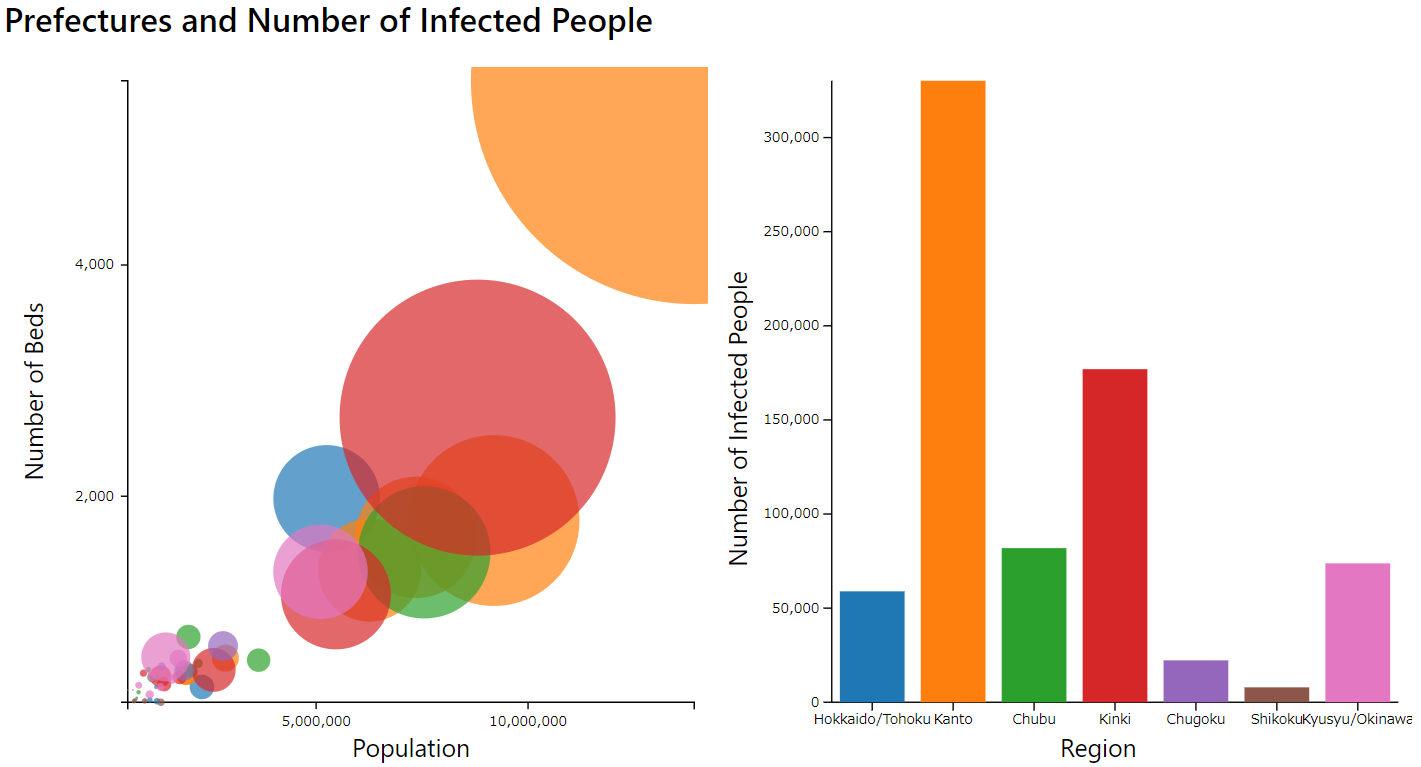 Prefectures and Number of Infected People
4,000
2,000
Number of Beds
5,000,000
10,000,000
Population
300,000
250,000
200,000
150,000
100,000
50,000
0
Number of Infected People
Hokkaido/Tohoku
Kanto
Chubu
Kinki
Chugoku
Shikoku
Kyusyu/Okinawa
Region